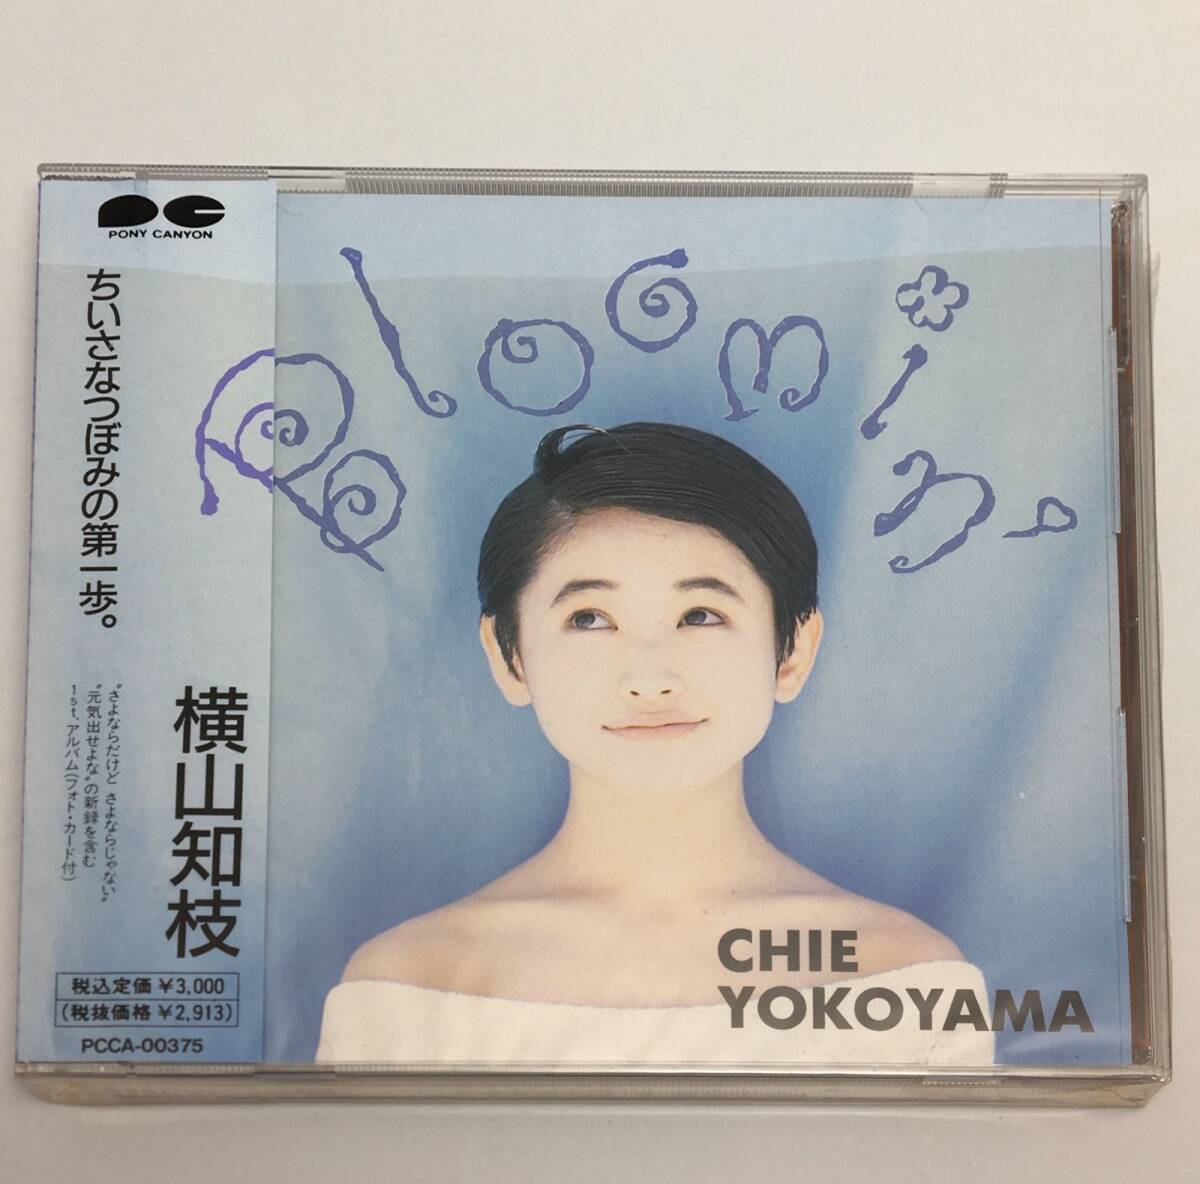 PONY CANYON
ちいさなつぼみの第一歩。
横山知枝
“さよならだけど さよならじゃない”
“元気出せよな”の新録を含む
1st.アルバム(フォト・カード付)
税込定価 ¥3,000
(税抜価格 ¥2,913)
PCCA-00375
Bloomin'
CHIE
YOKOYAMA